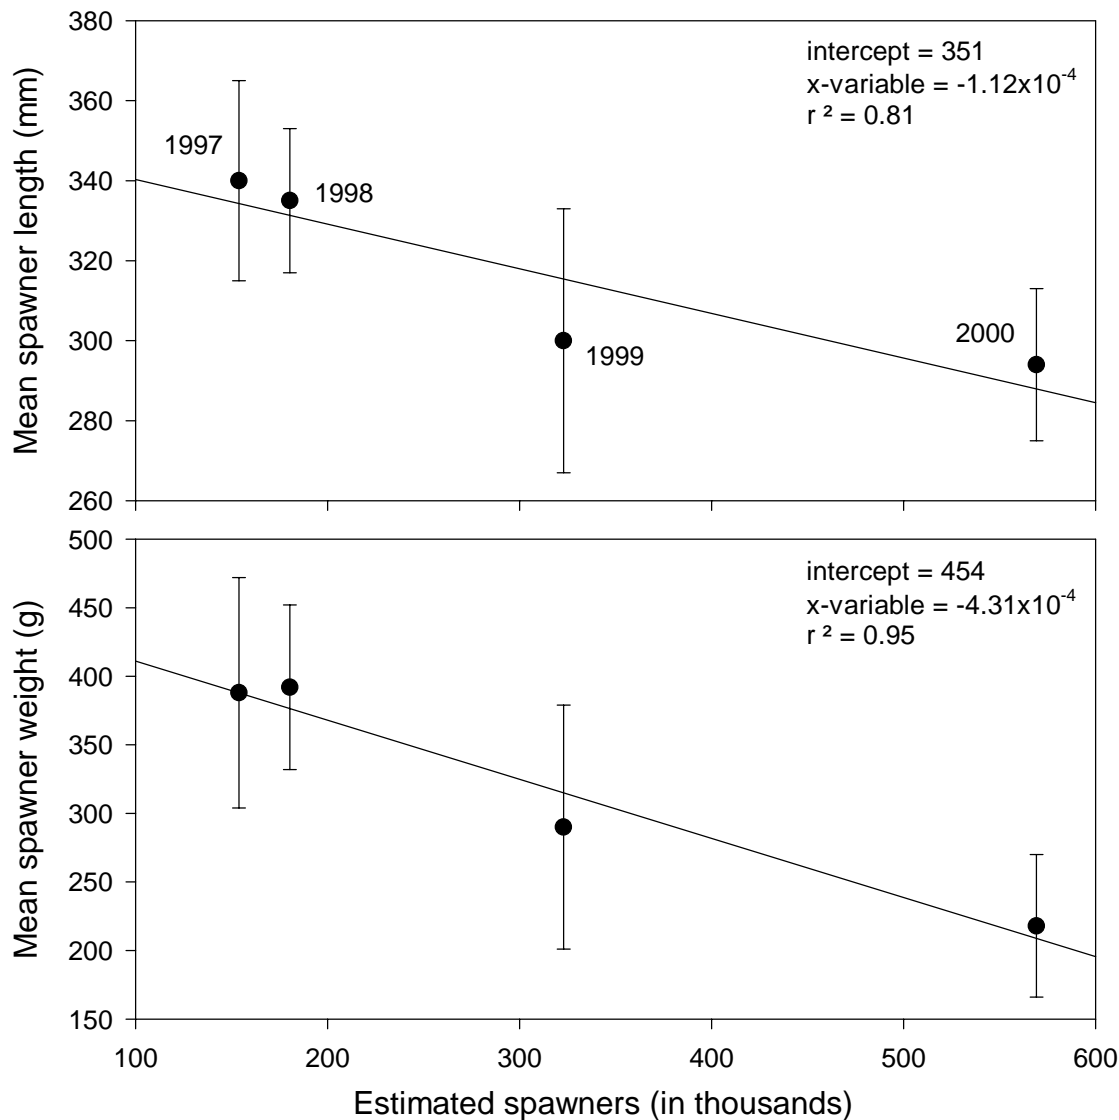 380
360
340
320
300
280
260
Mean spawner length (mm)
intercept = 351
x-variable = -1.12x10⁻⁴
r ² = 0.81
1997
1998
1999
2000
500
450
400
350
300
250
200
150
Mean spawner weight (g)
intercept = 454
x-variable = -4.31x10⁻⁴
r ² = 0.95
100 200 300 400 500 600
Estimated spawners (in thousands)